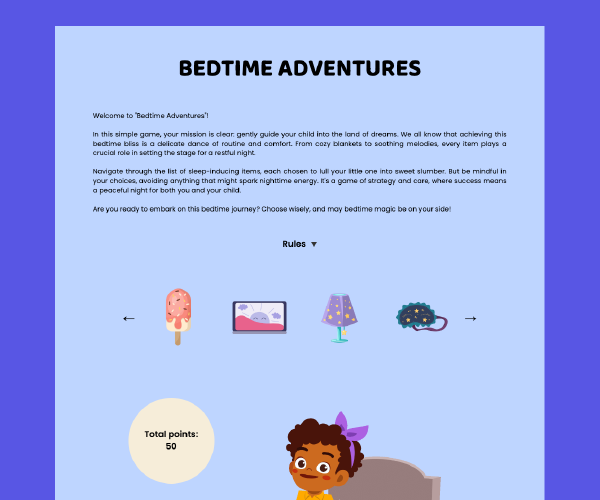 BEDTIME ADVENTURES
Welcome to "Bedtime Adventures"!
In this simple game, your mission is clear: gently guide your child into the land of dreams. We all know that achieving this
bedtime bliss is a delicate dance of routine and comfort. From cozy blankets to soothing melodies, every item plays a
crucial role in setting the stage for a restful night.
Navigate through the list of sleep-inducing items, each chosen to lull your little one into sweet slumber. But be mindful in
your choices, avoiding anything that might spark nighttime energy. It's a game of strategy and care, where success means
a peaceful night for both you and your child.
Are you ready to embark on this bedtime journey? Choose wisely, and may bedtime magic be on your side!
Rules ▼
← →
Total points:
50